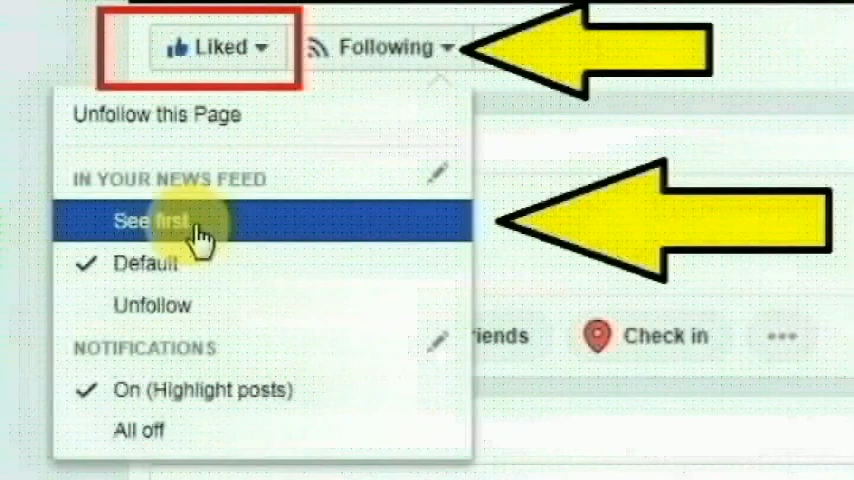 Liked Following
Unfollow this Page
IN YOUR NEWS FEED
See first
Default
Unfollow
NOTIFICATIONS
On (Highlight posts)
All off
riends Check in